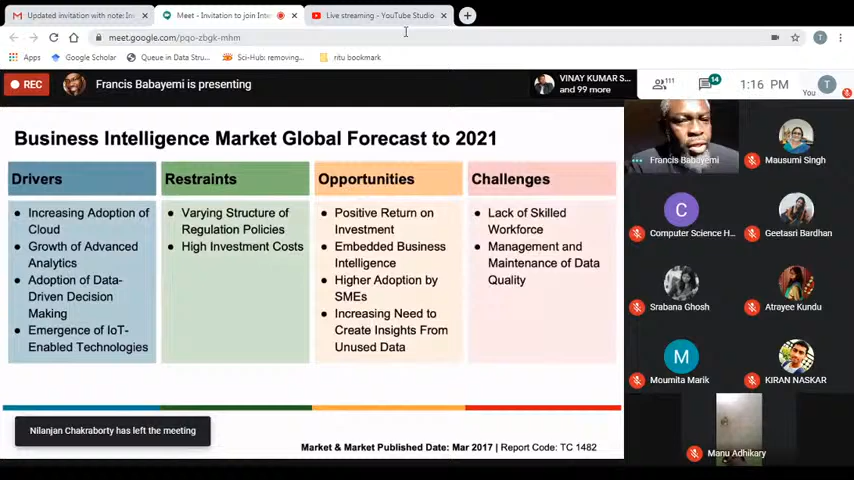 Updated invitation with note: In
Meet - Invitation to join Inte
Live streaming - YouTube Studio
meet.google.com/pqo-zbgk-mhm
Apps
Google Scholar
Queue in Data Stru...
Sci-Hub: removing...
ritu bookmark
REC
Francis Babayemi is presenting
VINAY KUMAR S...
and 99 more
111
14
1:16 PM
You
T
T
Business Intelligence Market Global Forecast to 2021
Drivers
• Increasing Adoption of
Cloud
• Growth of Advanced
Analytics
• Adoption of Data-
Driven Decision
Making
• Emergence of IoT-
Enabled Technologies
Restraints
• Varying Structure of
Regulation Policies
• High Investment Costs
Opportunities
• Positive Return on
Investment
• Embedded Business
Intelligence
• Higher Adoption by
SMEs
• Increasing Need to
Create Insights From
Unused Data
Challenges
• Lack of Skilled
Workforce
• Management and
Maintenance of Data
Quality
Nilanjan Chakraborty has left the meeting
Market & Market Published Date: Mar 2017 | Report Code: TC 1482
Francis Babayemi
Mausumi Singh
C
Computer Science H...
Geetasri Bardhan
Srabana Ghosh
Atrayee Kundu
M
Moumita Marik
KIRAN NASKAR
Manu Adhikary